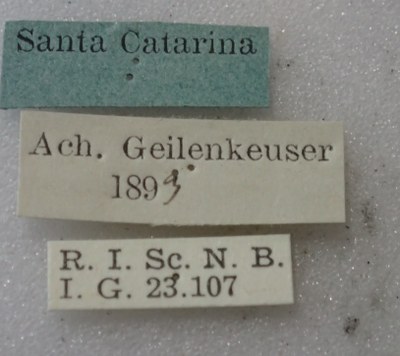 Santa Catarina
Ach. Geilenkeuser
1893
R. I. Sc. N. B.
I. G. 23.107